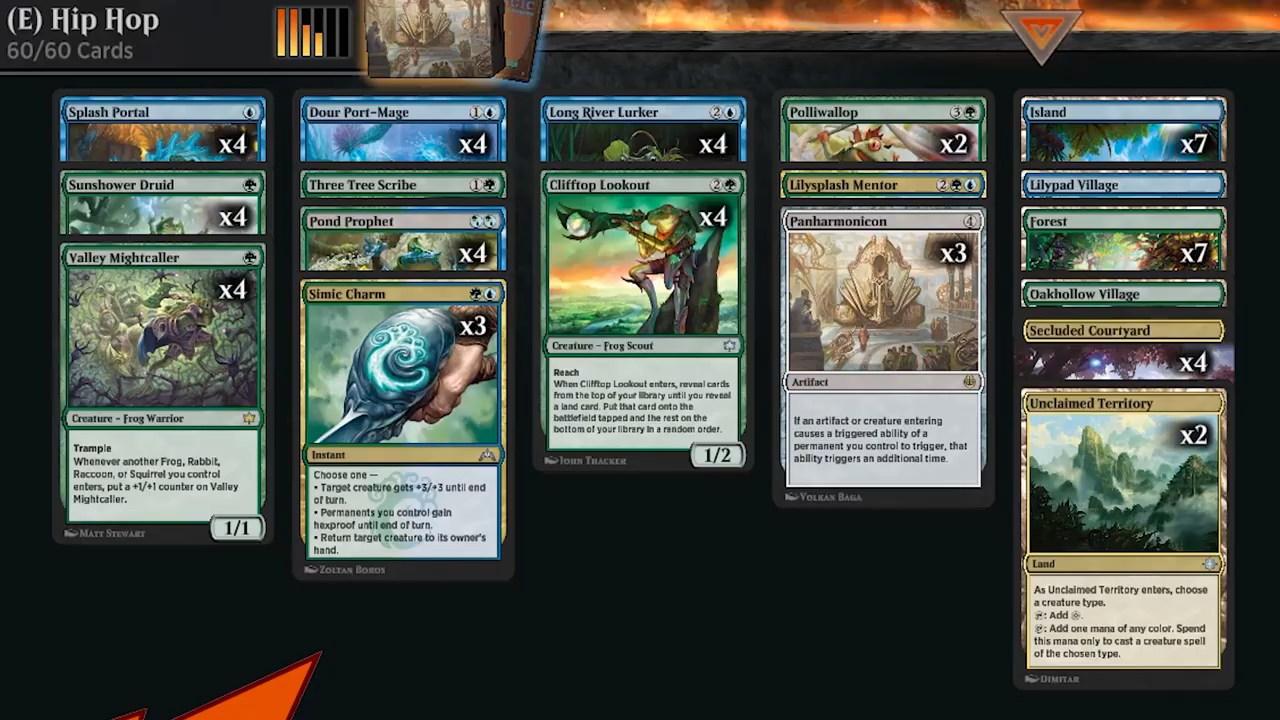 (E) Hip Hop
60/60 Cards
Splash Portal
x4
Sunshower Druid
x4
Valley Mightcaller
x4
Creature – Frog Warrior
Trample
Whenever another Frog, Rabbit,
Raccoon, or Squirrel you control
enters, put a +1/+1 counter on Valley
Mightcaller.
1/1
Matt Stewart
Dour Port-Mage
1
x4
Three Tree Scribe
1
Pond Prophet
x4
Simic Charm
x3
Instant
Choose one —
• Target creature gets +3/+3 until end
of turn.
• Permanents you control gain
hexproof until end of turn.
• Return target creature to its owner's
hand.
Zoltan Boros
Long River Lurker
2
x4
Clifftop Lookout
2
x4
Creature – Frog Scout
Reach
When Clifftop Lookout enters, reveal cards
from the top of your library until you reveal
a land card. Put that card onto the
battlefield tapped and the rest on the
bottom of your library in a random order.
1/2
John Thacker
Polliwallop
3
x2
Lilysplash Mentor
2
Panharmonicon
4
x3
Artifact
If an artifact or creature entering
causes a triggered ability of a
permanent you control to trigger, that
ability triggers an additional time.
Volkan Baga
Island
x7
Lilypad Village
Forest
x7
Oakhollow Village
Secluded Courtyard
x4
Unclaimed Territory
x2
Land
As Unclaimed Territory enters, choose
a creature type.
: Add .
: Add one mana of any color. Spend
this mana only to cast a creature spell
of the chosen type.
Dimitar